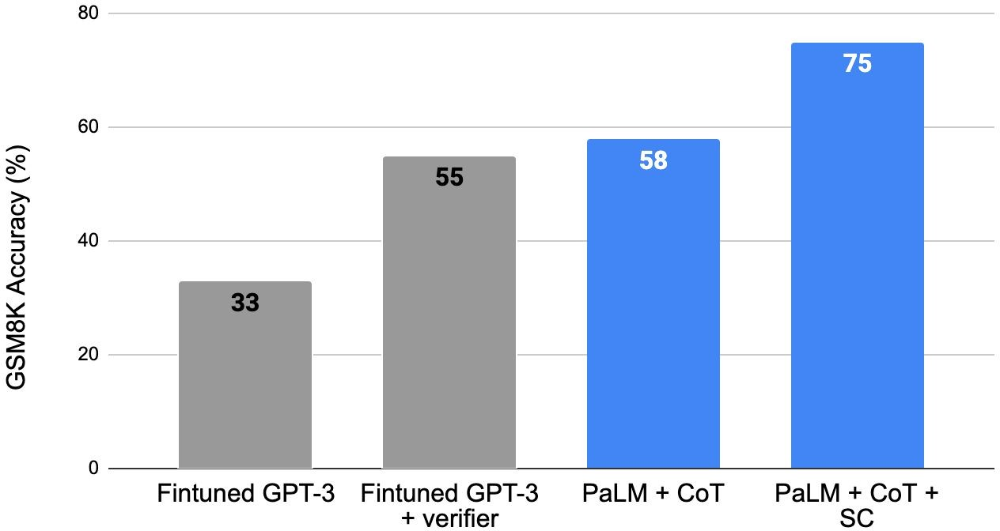 GSM8K Accuracy (%)
80
60
40
20
0
33
55
58
75
Fintuned GPT-3
Fintuned GPT-3
+ verifier
PaLM + CoT
PaLM + CoT +
SC